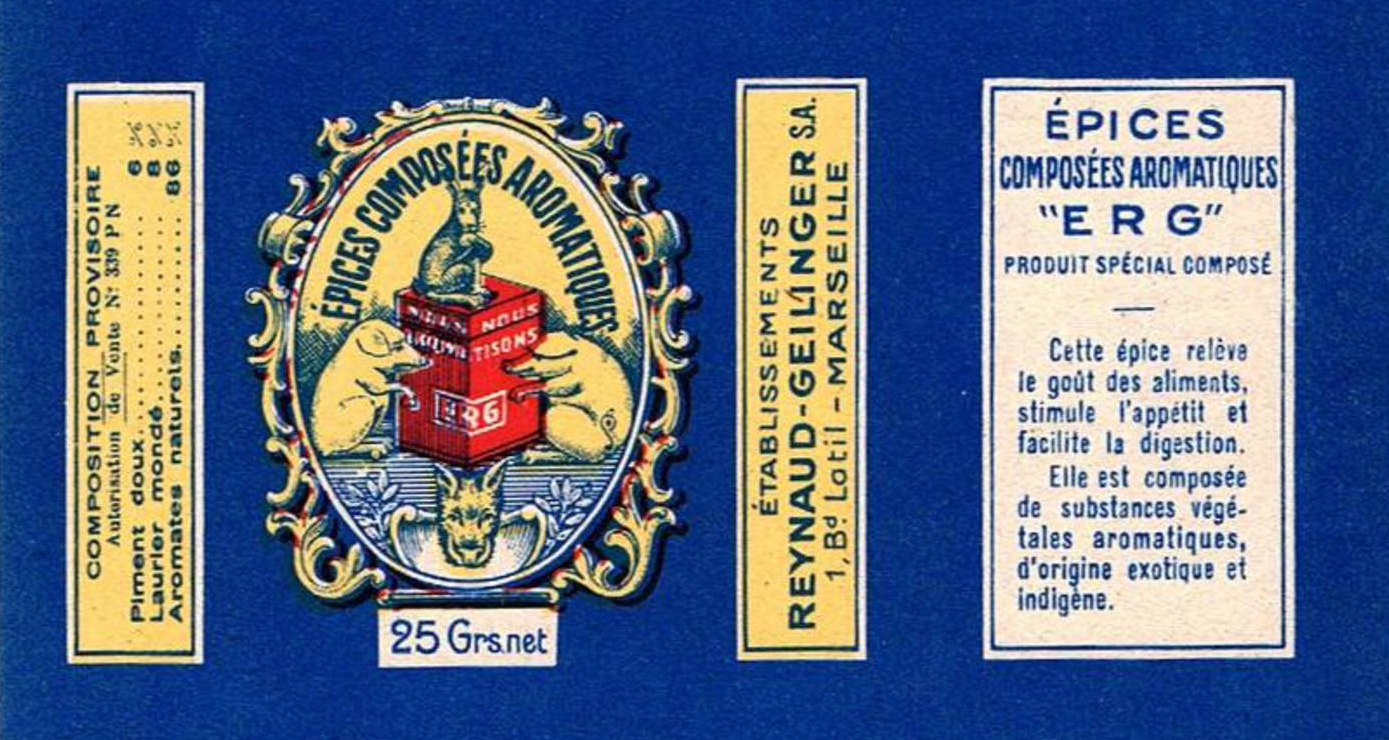 COMPOSITION PROVISOIRE
Autorisation de Vente N° 339 P N
Piment doux............ 6 %
Laurier mondé.......... 8 %
Aromates naturels....... 86 %
ÉPICES COMPOSÉES AROMATIQUES
NOUS
TISONS
ERG
25 Grs.net
ÉTABLISSEMENTS
REYNAUD-GEILINGER S.A.
1, Bd Latil - MARSEILLE
ÉPICES
COMPOSÉES AROMATIQUES
"ERG"
PRODUIT SPÉCIAL COMPOSÉ
Cette épice relève
le goût des aliments,
stimule l'appétit et
facilite la digestion.
Elle est composée
de substances végé-
tales aromatiques,
d'origine exotique et
indigène.